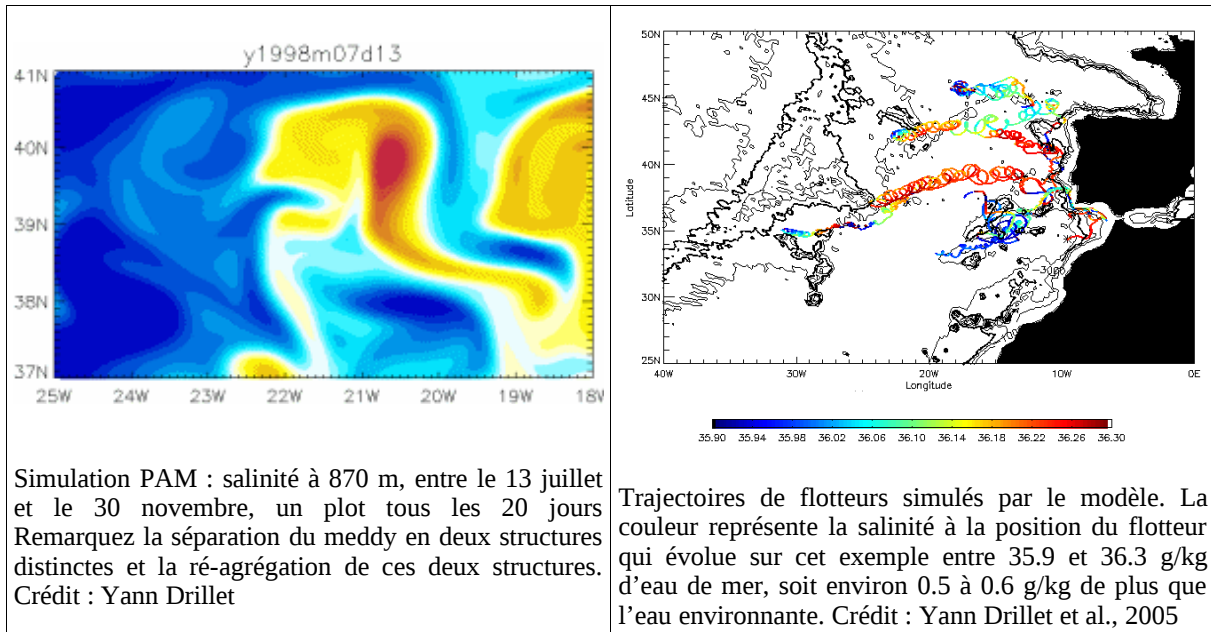 y1998m07d13
41N
40N
39N
38N
37N
25W 24W 23W 22W 21W 20W 19W 18W
Simulation PAM : salinité à 870 m, entre le 13 juillet
et le 30 novembre, un plot tous les 20 jours
Remarquez la séparation du meddy en deux structures
distinctes et la ré-agrégation de ces deux structures.
Crédit : Yann Drillet
50N
45N
40N
35N
30N
25N
Latitude
3000
40W 30W 20W 10W 0E
Longitude
35.90 35.94 35.98 36.02 36.06 36.10 36.14 36.18 36.22 36.26 36.30
Trajectoires de flotteurs simulés par le modèle. La
couleur représente la salinité à la position du flotteur
qui évolue sur cet exemple entre 35.9 et 36.3 g/kg
d'eau de mer, soit environ 0.5 à 0.6 g/kg de plus que
l'eau environnante. Crédit : Yann Drillet et al., 2005